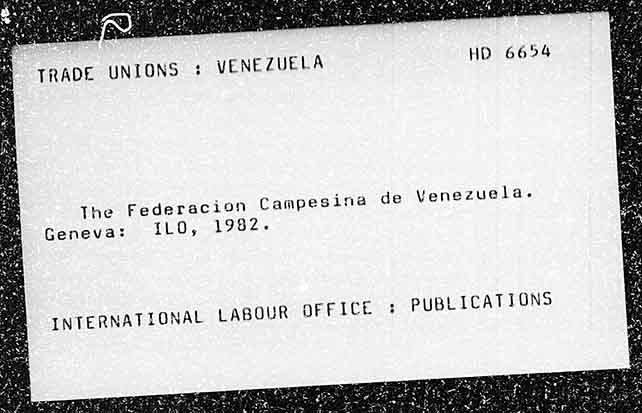 TRADE UNIONS : VENEZUELA HD 6654
The Federacion Campesina de Venezuela.
Geneva: ILO, 1982.
INTERNATIONAL LABOUR OFFICE : PUBLICATIONS